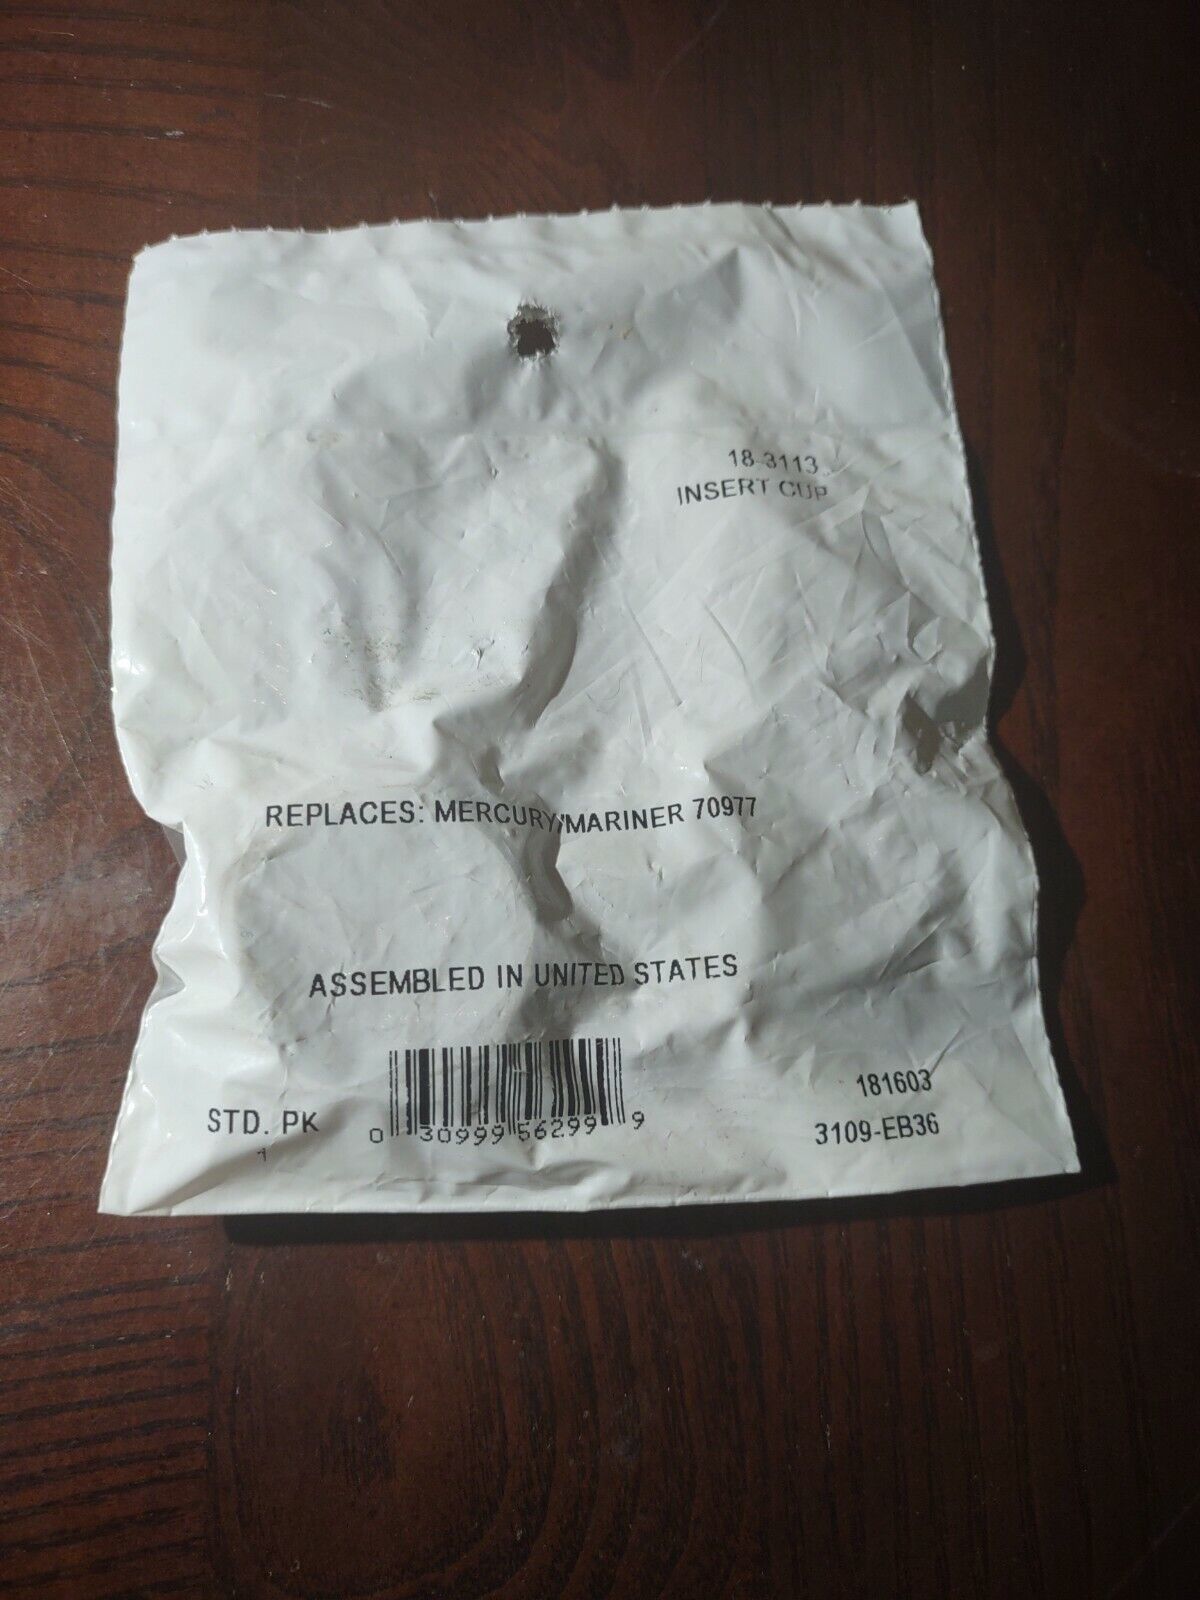 18-3113
INSERT CUP
REPLACES: MERCURY/MARINER 70977
ASSEMBLED IN UNITED STATES
STD. PK
1
0 30999 56299 9
181603
3109-EB36